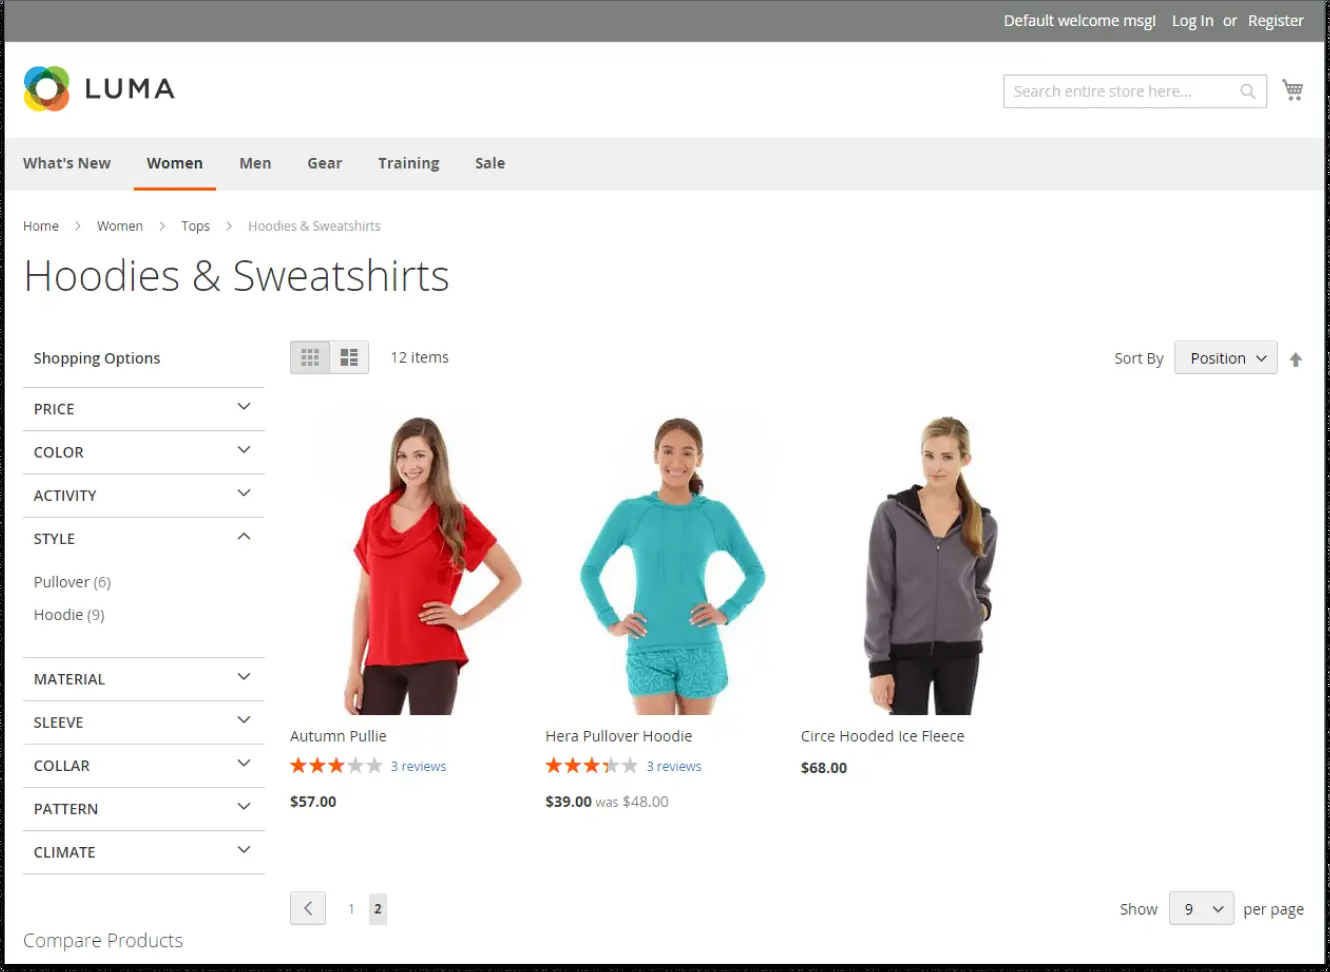 Default welcome msg! Log In or Register
LUMA
Search entire store here...
What's New Women Men Gear Training Sale
Home > Women > Tops > Hoodies & Sweatshirts
Hoodies & Sweatshirts
Shopping Options
12 items
Sort By Position
PRICE
COLOR
ACTIVITY
STYLE
Pullover (6)
Hoodie (9)
MATERIAL
SLEEVE
COLLAR
PATTERN
CLIMATE
Autumn Pullie
3 reviews
$57.00
Hera Pullover Hoodie
3 reviews
$39.00 was $48.00
Circe Hooded Ice Fleece
$68.00
1 2
Show 9 per page
Compare Products